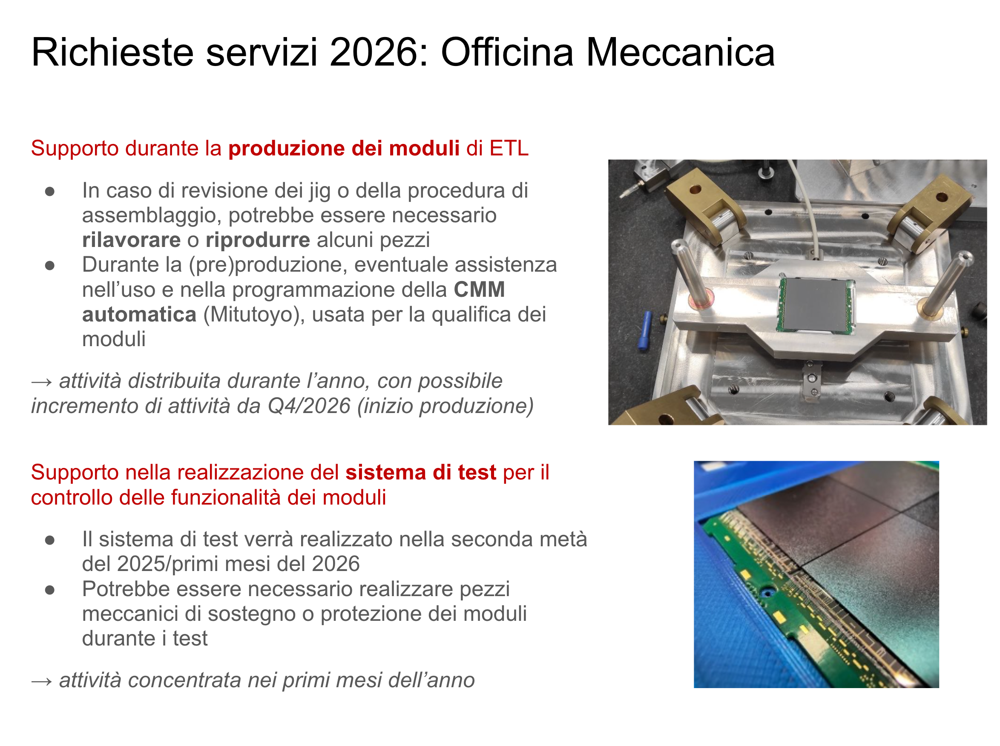 Richieste servizi 2026: Officina Meccanica
Supporto durante la produzione dei moduli di ETL
● In caso di revisione dei jig o della procedura di
assemblaggio, potrebbe essere necessario
rilavorare o riprodurre alcuni pezzi
● Durante la (pre)produzione, eventuale assistenza
nell’uso e nella programmazione della CMM
automatica (Mitutoyo), usata per la qualifica dei
moduli
→ attività distribuita durante l’anno, con possibile
incremento di attività da Q4/2026 (inizio produzione)
Supporto nella realizzazione del sistema di test per il
controllo delle funzionalità dei moduli
● Il sistema di test verrà realizzato nella seconda metà
del 2025/primi mesi del 2026
● Potrebbe essere necessario realizzare pezzi
meccanici di sostegno o protezione dei moduli
durante i test
→ attività concentrata nei primi mesi dell’anno